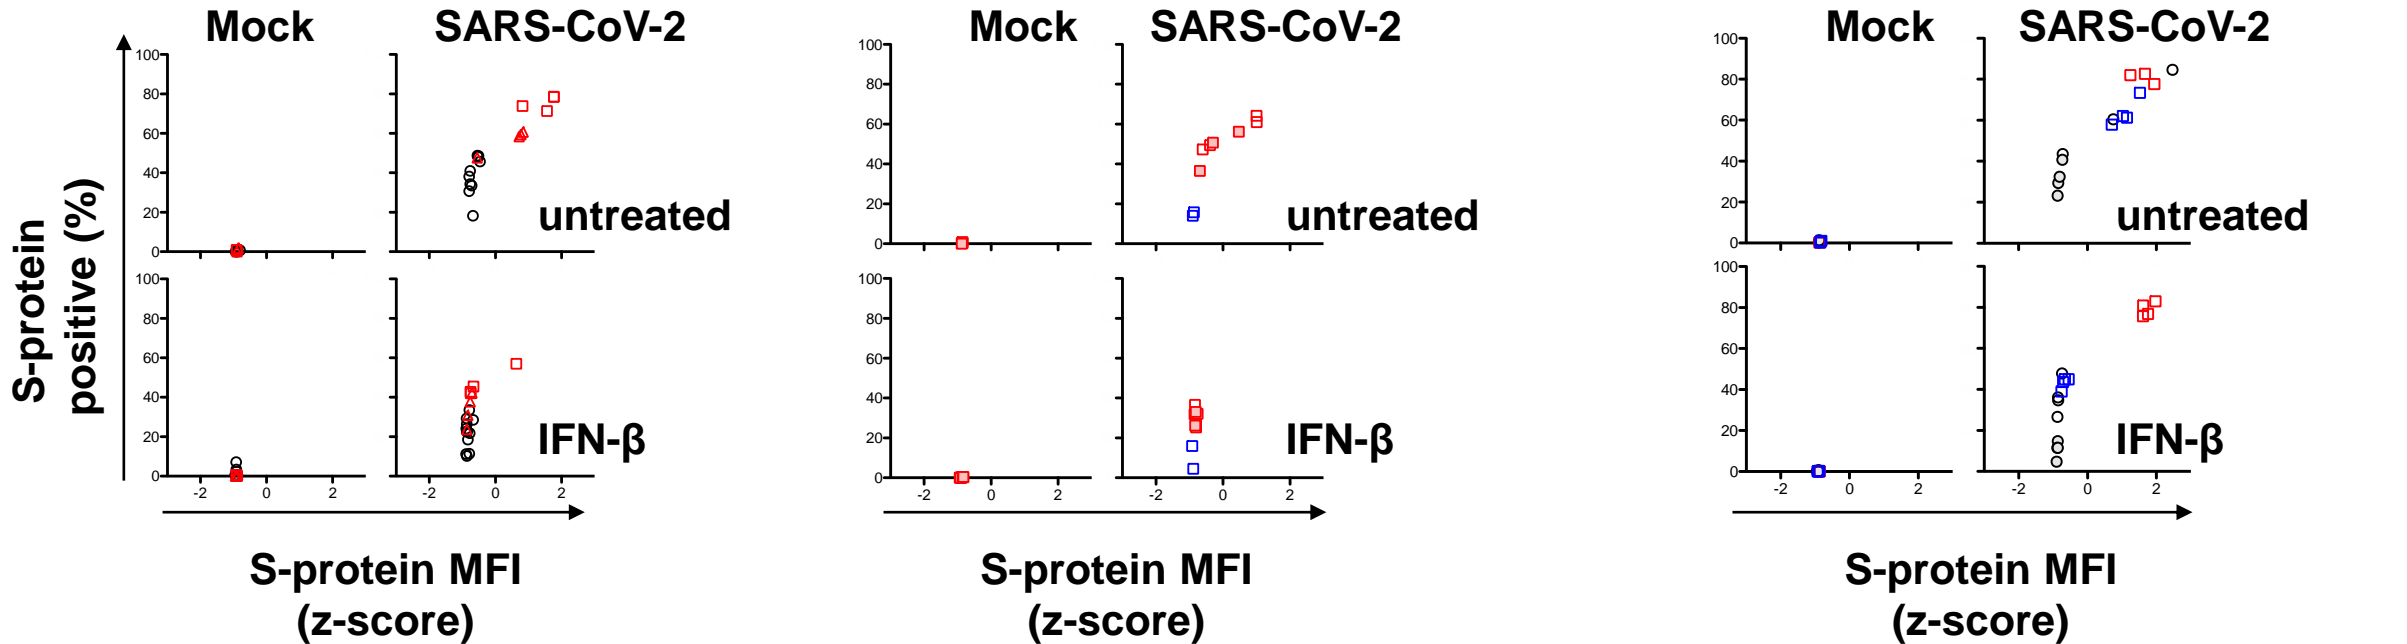 Mock SARS-CoV-2
100
80
60
40
20
0
untreated
100
80
60
40
20
0
IFN-β
-2 0 2 -2 0 2
S-protein
positive (%)
S-protein MFI
(z-score)
Mock SARS-CoV-2
100
80
60
40
20
0
untreated
100
80
60
40
20
0
IFN-β
-2 0 2 -2 0 2
S-protein MFI
(z-score)
Mock SARS-CoV-2
100
80
60
40
20
0
untreated
100
80
60
40
20
0
IFN-β
-2 0 2 -2 0 2
S-protein MFI
(z-score)